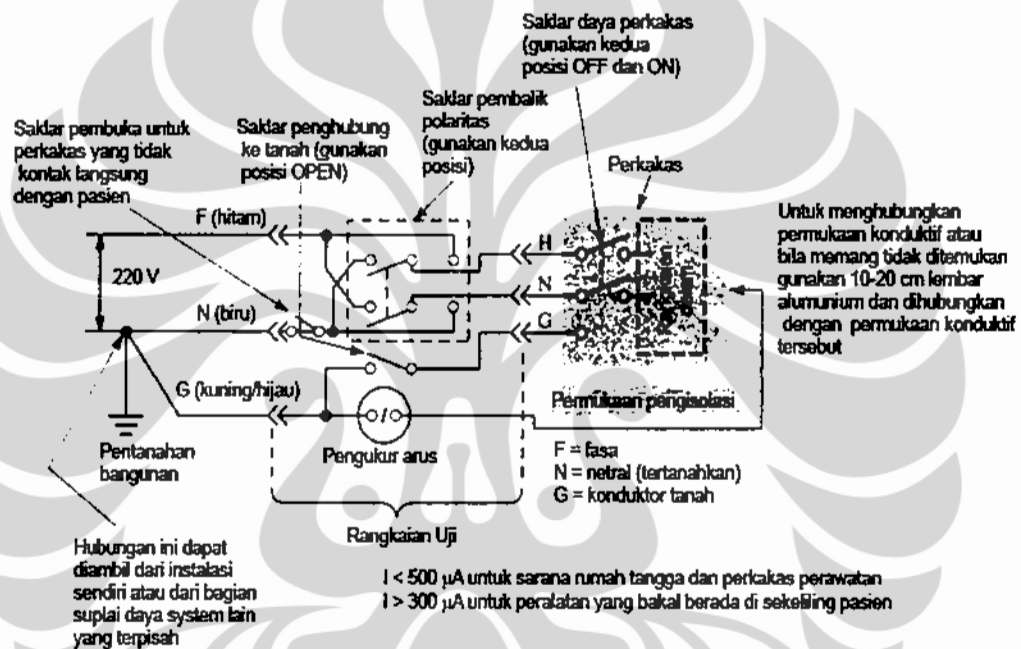 Saklar daya perkakas
(gunakan kedua
posisi OFF dan ON)
Saklar pembalik
polaritas
(gunakan kedua
posisi)
Saklar pembuka untuk
perkakas yang tidak
kontak langsung
dengan pasien
Saklar penghubung
ke tanah (gunakan
posisi OPEN)
Perkakas
F (hitam)
220 V
N (biru)
G (kuning/hijau)
H
N
G
Untuk menghubungkan
permukaan konduktif atau
bila memang tidak ditemukan
gunakan 10-20 cm lembar
alumunium dan dihubungkan
dengan permukaan konduktif
tersebut
Permukaan pengisolasi
Pentanahan
bangunan
Pengukur arus
F = fasa
N = netral (tertanahkan)
G = konduktor tanah
Rangkaian Uji
Hubungan ini dapat
diambil dari instalasi
sendiri atau dari bagian
suplai daya system lain
yang terpisah
I < 500 µA untuk sarana rumah tangga dan perkakas perawatan
I > 300 µA untuk peralatan yang bakal berada di sekeliling pasien